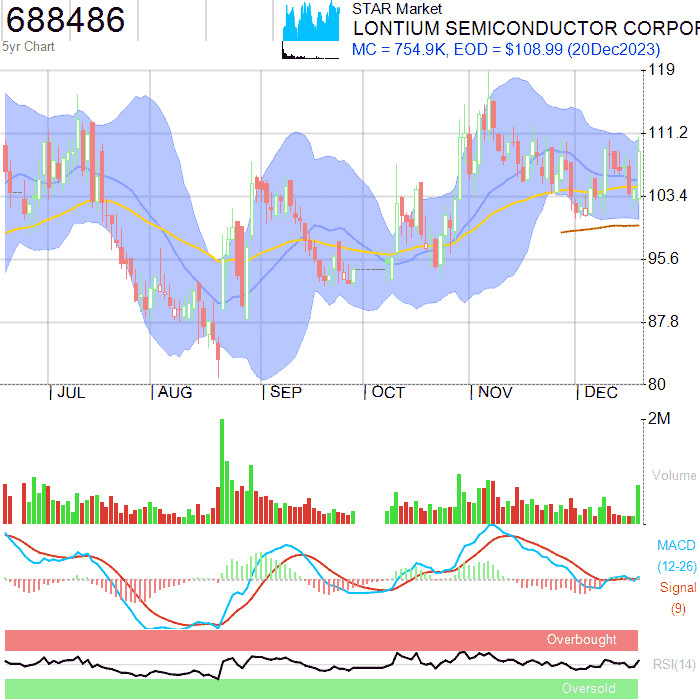 688486
5yr Chart
STAR Market
LONTIUM SEMICONDUCTOR CORPOR
MC = 754.9K, EOD = $108.99 (20Dec2023)
119
111.2
103.4
95.6
87.8
80
JUL AUG SEP OCT NOV DEC
2M
Volume
MACD
(12-26)
Signal
(9)
Overbought
RSI(14)
Oversold